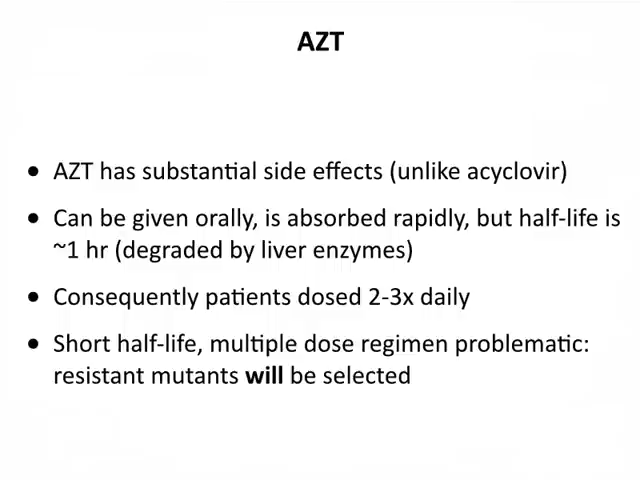 AZT
• AZT has substantial side effects (unlike acyclovir)
• Can be given orally, is absorbed rapidly, but half-life is
~1 hr (degraded by liver enzymes)
• Consequently patients dosed 2-3x daily
• Short half-life, multiple dose regimen problematic:
resistant mutants will be selected